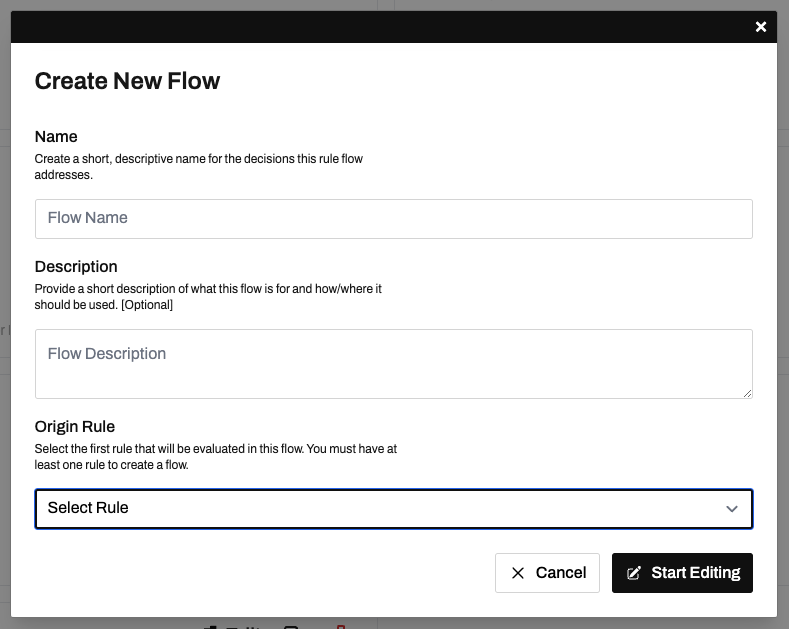 Create New Flow
Name
Create a short, descriptive name for the decisions this rule flow
addresses.
Flow Name
Description
Provide a short description of what this flow is for and how/where it
should be used. [Optional]
Flow Description
Origin Rule
Select the first rule that will be evaluated in this flow. You must have at
least one rule to create a flow.
Select Rule
Cancel
Start Editing